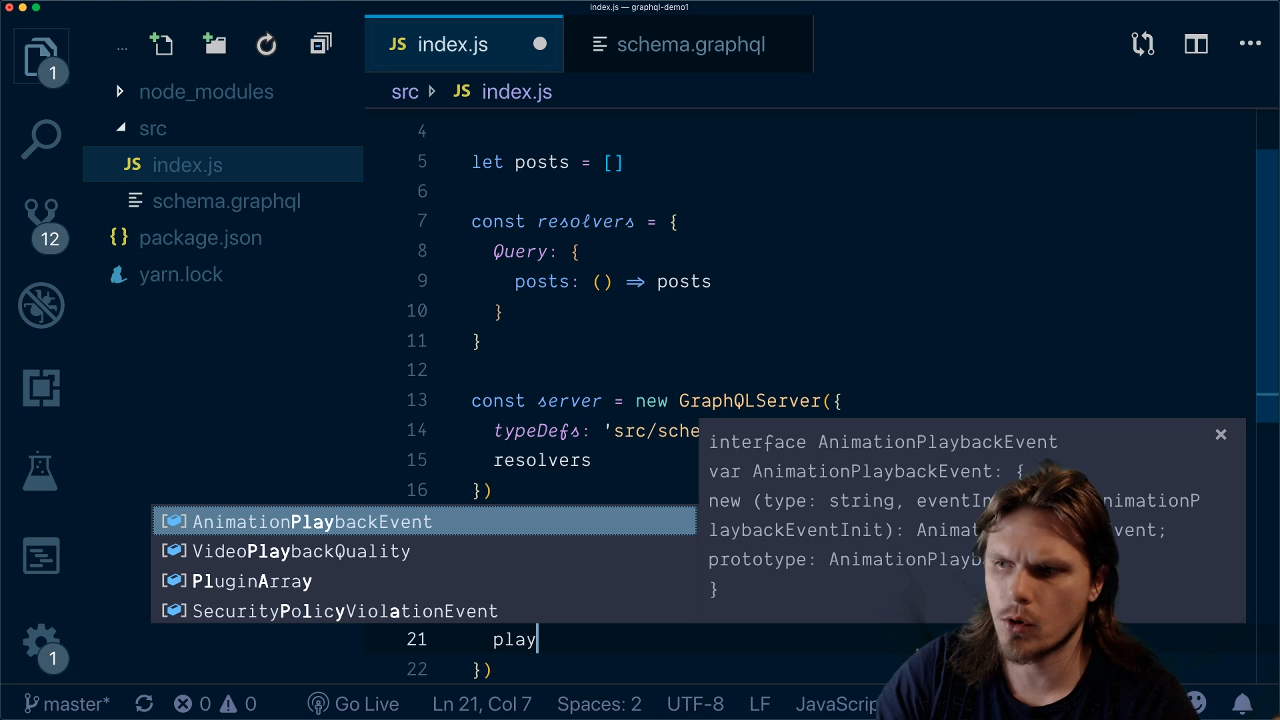 index.js — graphql-demo1
JS index.js
schema.graphql
1
...
node_modules
src
JS index.js
schema.graphql
{} package.json
yarn.lock
12
1
src JS index.js
4
5 let posts = []
6
7 const resolvers = {
8 Query: {
9 posts: () ⇒ posts
10 }
11 }
12
13 const server = new GraphQLServer({
14 typeDefs: 'src/sche
15 resolvers
16 })
AnimationPlaybackEvent
VideoPlaybackQuality
PluginArray
SecurityPolicyViolationEvent
interface AnimationPlaybackEvent
var AnimationPlaybackEvent: {
new (type: string, eventIn nimationP
laybackEventInit): Anima vent;
prototype: AnimationPlayb
}
21 play
22 })
master* 0 0 Go Live Ln 21, Col 7 Spaces: 2 UTF-8 LF JavaScrip